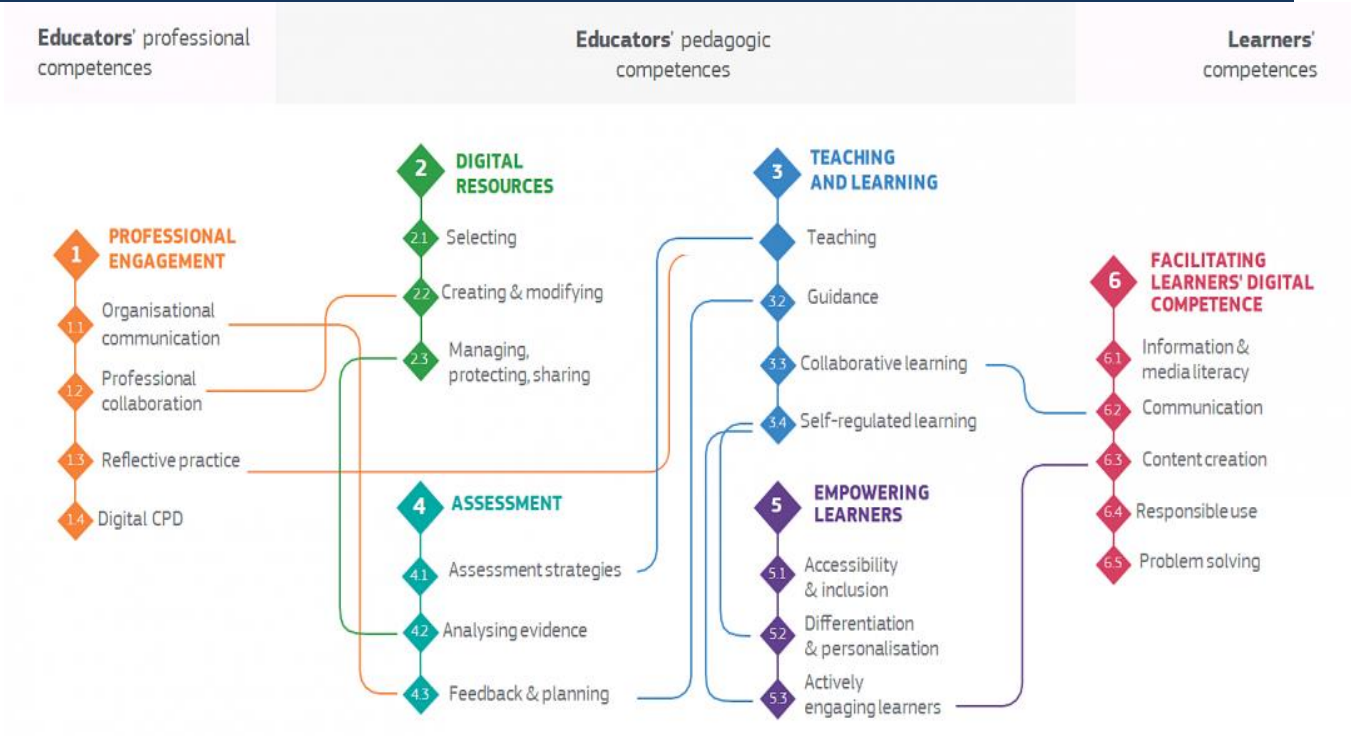 Educators' professional
competences
Educators' pedagogic
competences
Learners'
competences
1
PROFESSIONAL
ENGAGEMENT
1.1
Organisational
communication
1.2
Professional
collaboration
1.3
Reflective practice
1.4
Digital CPD
2
DIGITAL
RESOURCES
2.1
Selecting
2.2
Creating & modifying
2.3
Managing,
protecting, sharing
3
TEACHING
AND LEARNING
Teaching
3.2
Guidance
3.3
Collaborative learning
3.4
Self-regulated learning
4
ASSESSMENT
4.1
Assessment strategies
4.2
Analysing evidence
4.3
Feedback & planning
5
EMPOWERING
LEARNERS
5.1
Accessibility
& inclusion
5.2
Differentiation
& personalisation
5.3
Actively
engaging learners
6
FACILITATING
LEARNERS' DIGITAL
COMPETENCE
6.1
Information &
media literacy
6.2
Communication
6.3
Content creation
6.4
Responsible use
6.5
Problem solving